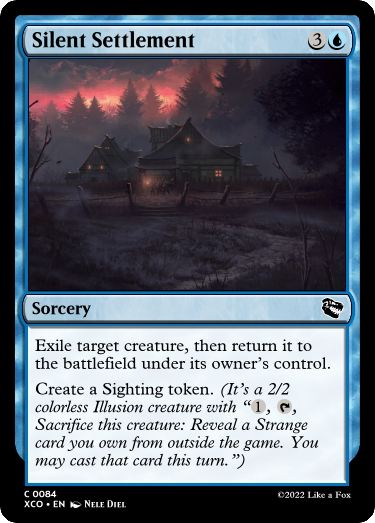 Silent Settlement 3
Sorcery
Exile target creature, then return it to
the battlefield under its owner's control.
Create a Sighting token. (It's a 2/2
colorless Illusion creature with "1, ,
Sacrifice this creature: Reveal a Strange
card you own from outside the game. You
may cast that card this turn.")
C 0084
XCO • EN Nele Diel
©2022 Like a Fox